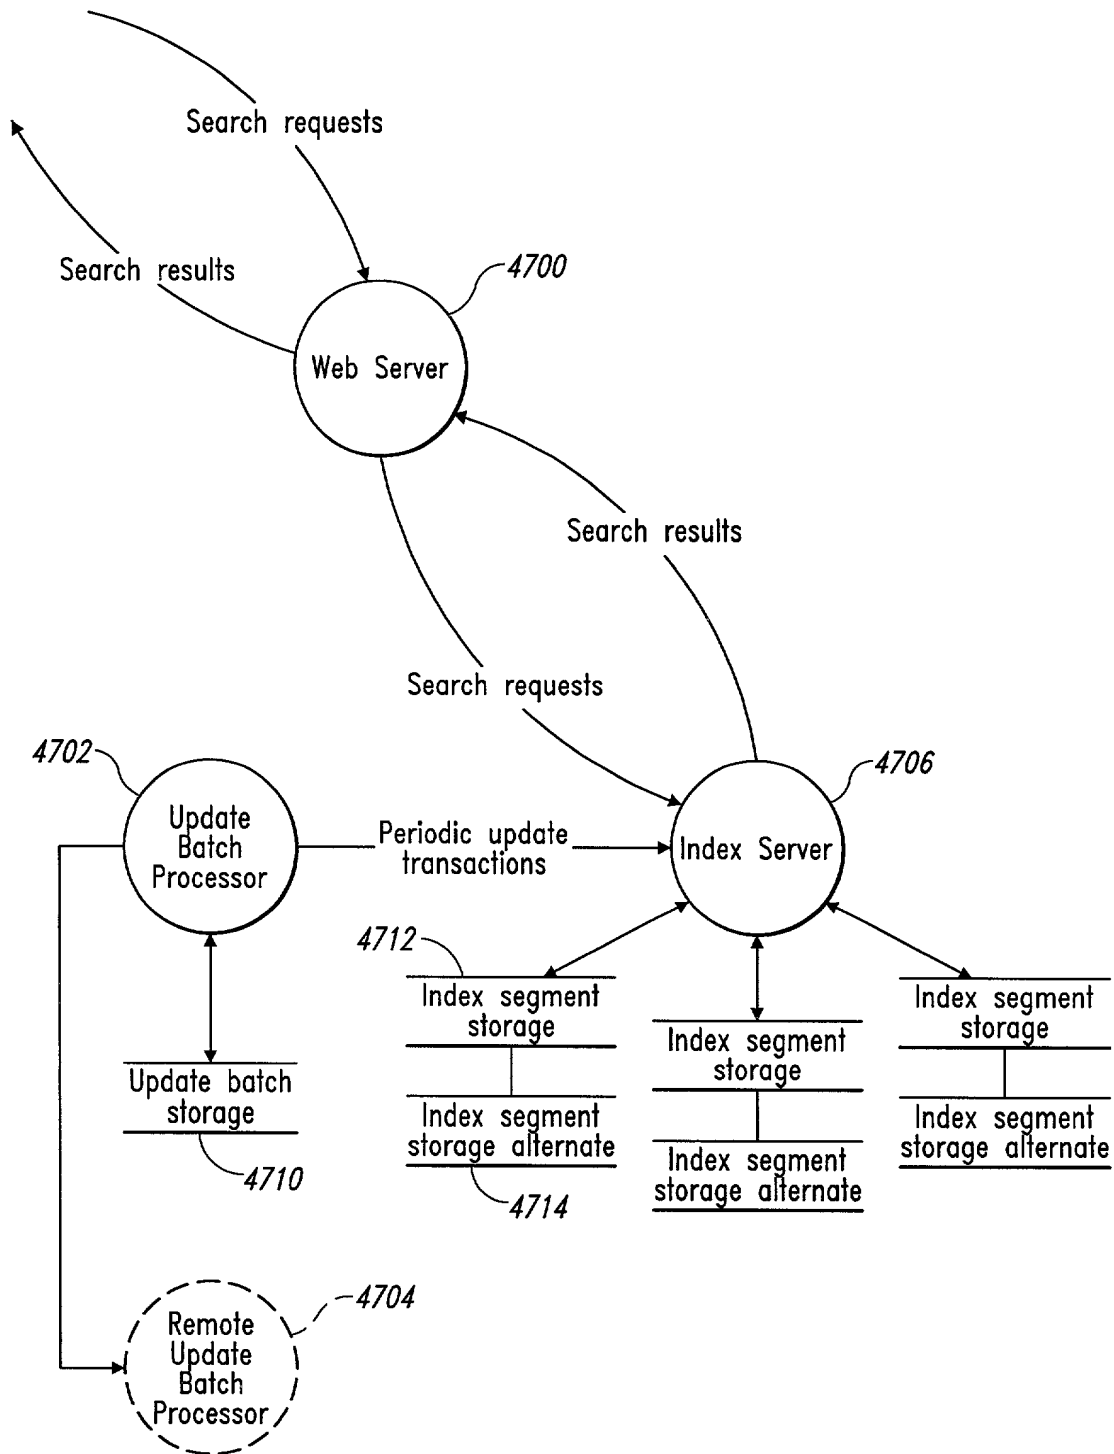 Search requests
Search results
4700
Web Server
Search results
Search requests
4702
Update
Batch
Processor
Periodic update
transactions
4706
Index Server
4712
Index segment
storage
Index segment
storage alternate
4714
Index segment
storage
Index segment
storage alternate
Index segment
storage
Index segment
storage alternate
Update batch
storage
4710
4704
Remote
Update
Batch
Processor